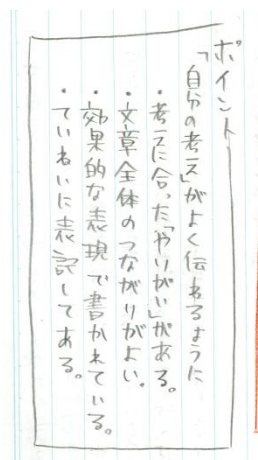 ポイント
「自分の考え」がよく伝わるように
・考えに合った「やりがい」がある。
・文章全体のつながりがよい。
・効果的な表現で書かれている。
・ていねいに表記してある。